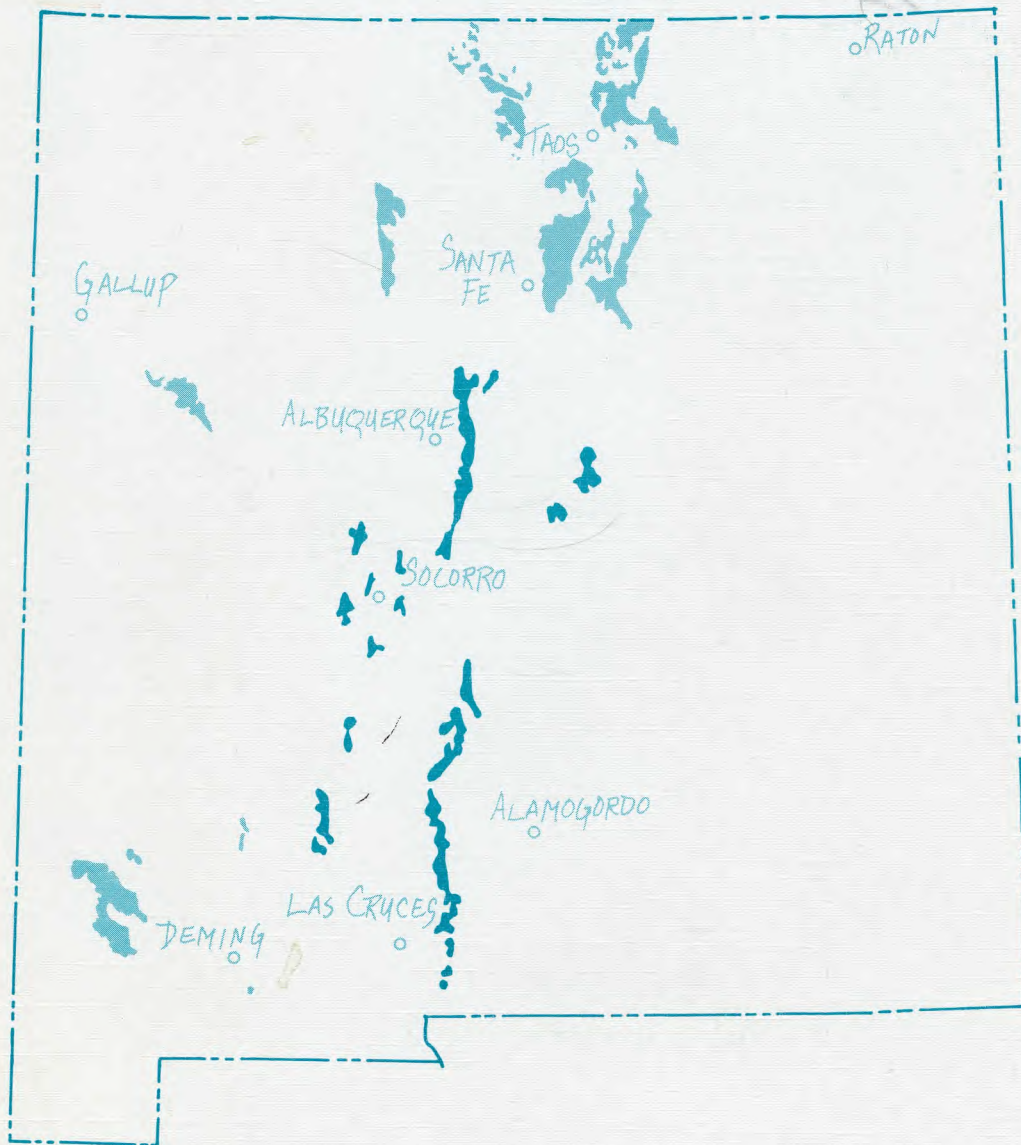 RATON
TAOS
SANTA
FE
GALLUP
ALBUQUERQUE
SOCORRO
ALAMOGORDO
LAS CRUCES
DEMING